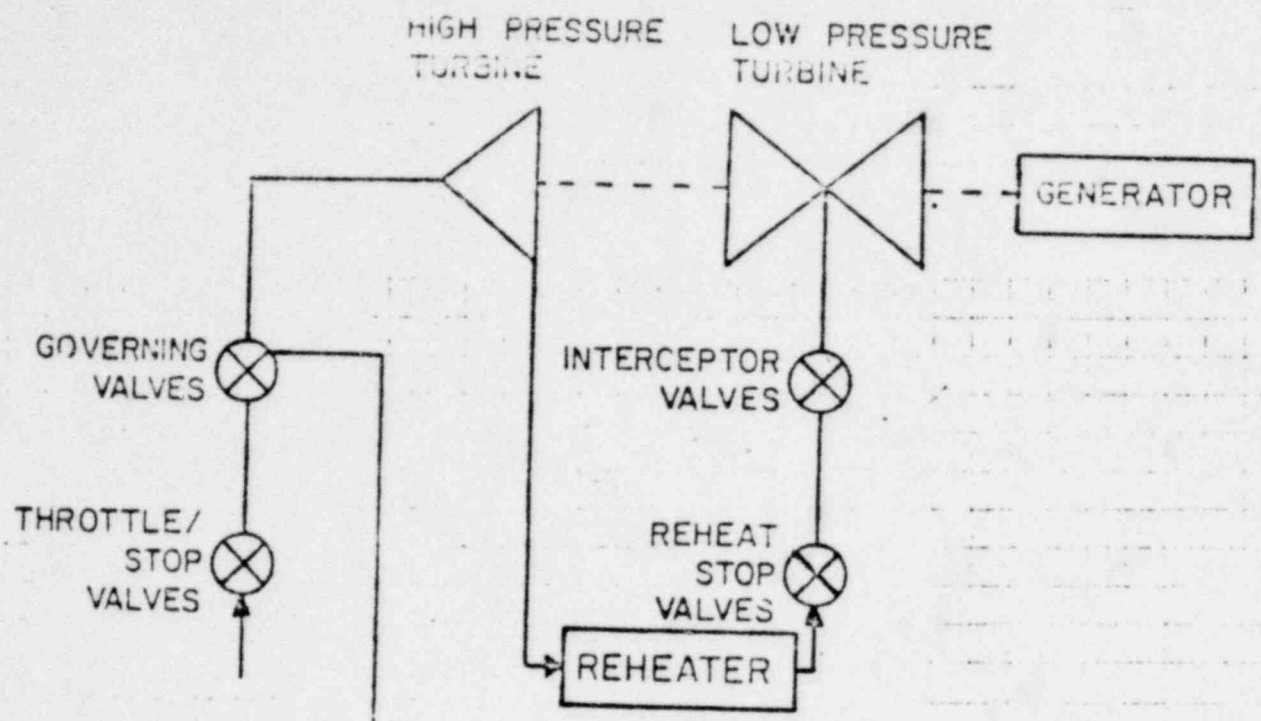 HIGH PRESSURE
TURBINE
LOW PRESSURE
TURBINE
GENERATOR
GOVERNING
VALVES
INTERCEPTOR
VALVES
THROTTLE/
STOP
VALVES
REHEAT
STOP
VALVES
REHEATER